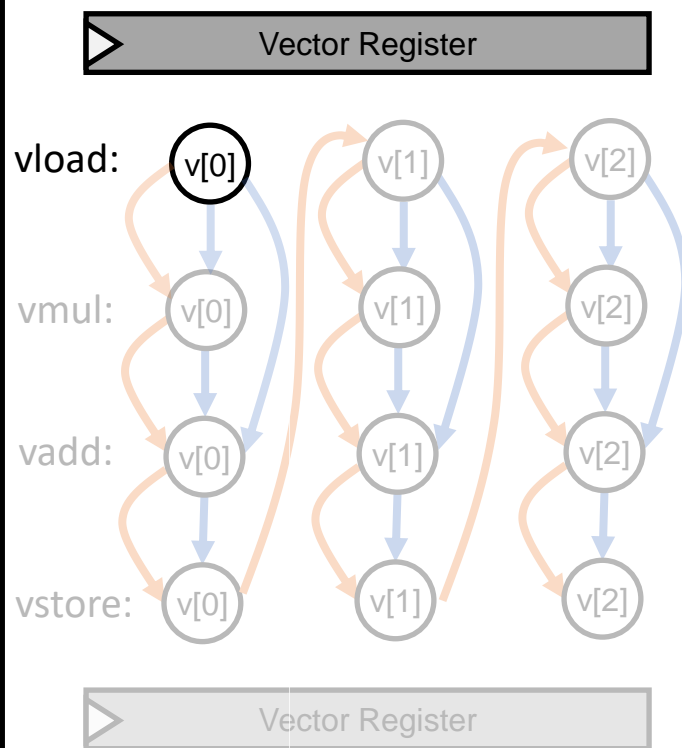 Vector Register
vload: v[0] v[1] v[2]
vmul: v[0] v[1] v[2]
vadd: v[0] v[1] v[2]
vstore: v[0] v[1] v[2]
Vector Register